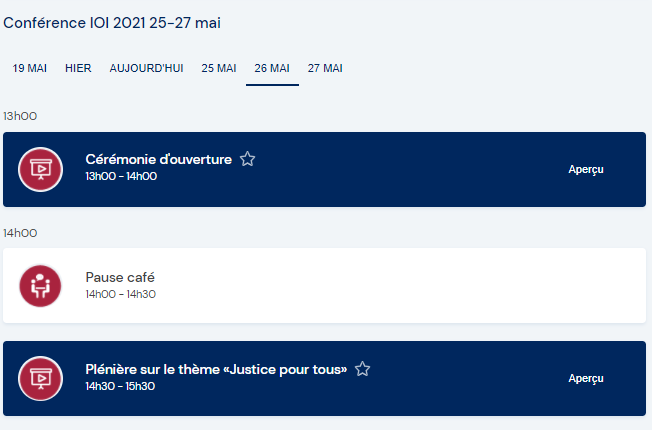 Conférence IOI 2021 25-27 mai
19 MAI HIER AUJOURD'HUI 25 MAI 26 MAI 27 MAI
13h00
Cérémonie d'ouverture
13h00 - 14h00
Aperçu
14h00
Pause café
14h00 - 14h30
Plénière sur le thème «Justice pour tous»
14h30 - 15h30
Aperçu